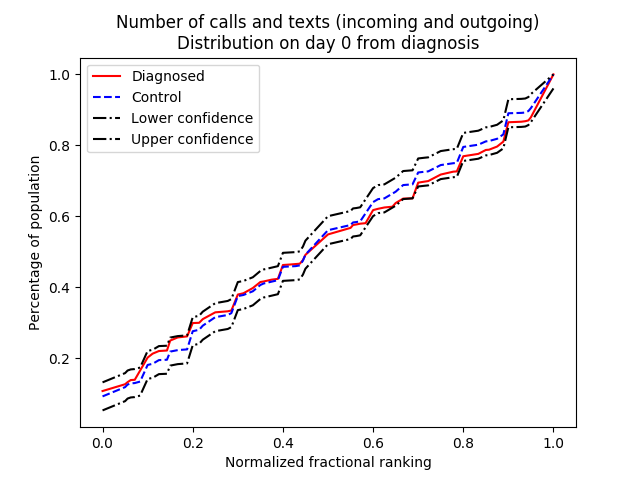 Number of calls and texts (incoming and outgoing)
Distribution on day 0 from diagnosis
Diagnosed
Control
Lower confidence
Upper confidence
1.0
0.8
0.6
0.4
0.2
Percentage of population
0.0 0.2 0.4 0.6 0.8 1.0
Normalized fractional ranking